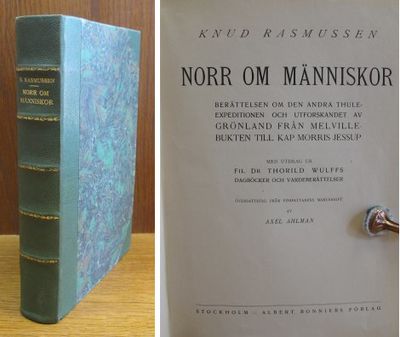 K. RASMUSSEN
NORR OM
MÄNNISKOR
KNUD RASMUSSEN
NORR OM MÄNNISKOR
BERÄTTELSEN OM DEN ANDRA THULE-
EXPEDITIONEN OCH UTFORSKANDET AV
GRÖNLAND FRÅN MELVILLE-
BUKTEN TILL KAP MORRIS JESSUP
MED UTDRAG UR
FIL. DR THORILD WULFFS
DAGBÖCKER OCH VARDEBERÄTTELSER
ÖVERSÄTTNING FRÅN FÖRFATTARENS MANUSKRIPT
AV
AXEL AHLMAN
STOCKHOLM ALBERT BONNIERS FÖRLAG